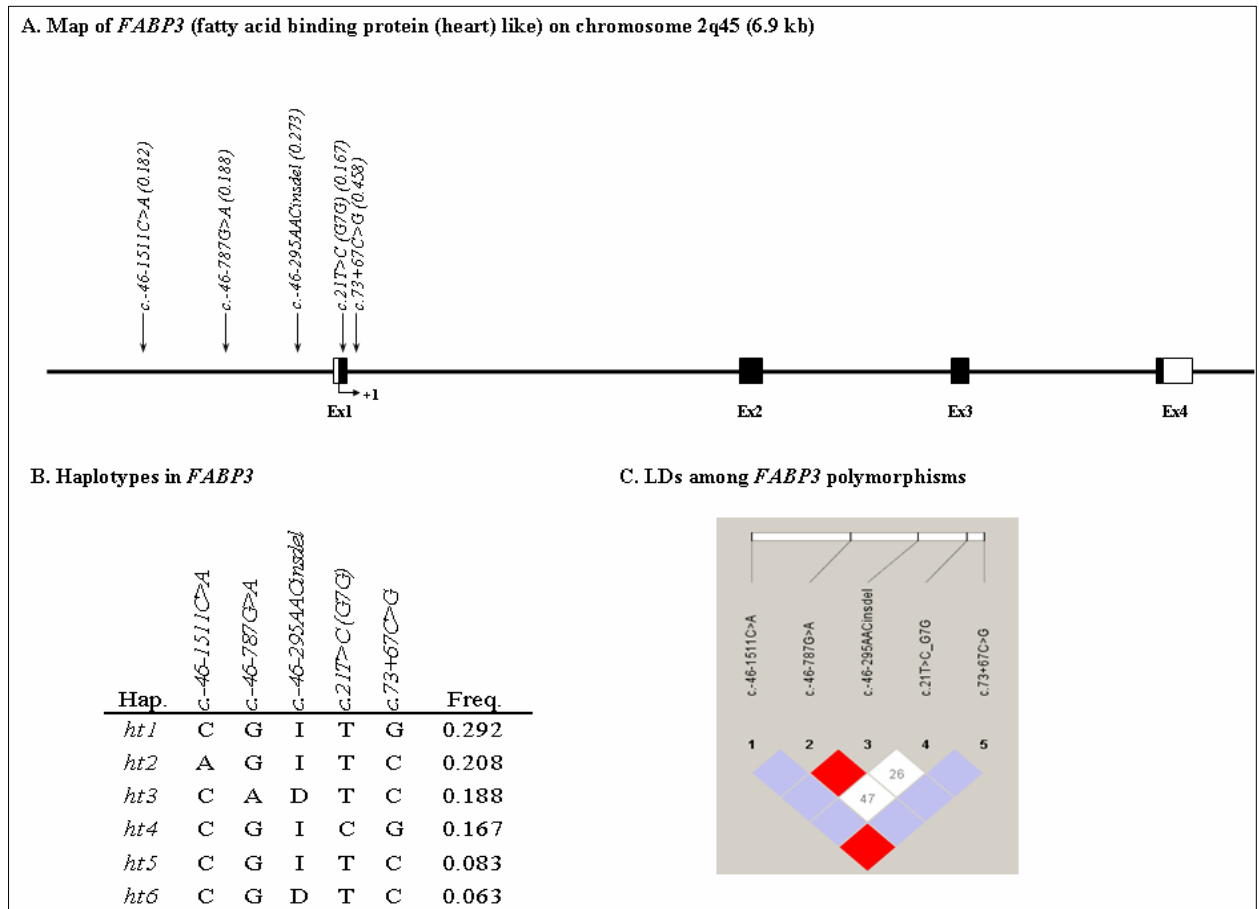 A. Map of FABP3 (fatty acid binding protein (heart) like) on chromosome 2q45 (6.9 kb)
c.-46-1511C>A (0.182)
c.-46-787G>A (0.188)
c.-46-295AACinsdel (0.273)
c.21T>C (G7G) (0.167)
c.73+67C>G (0.458)
+1
Ex1
Ex2
Ex3
Ex4
B. Haplotypes in FABP3
Hap. c.-46-1511C>A c.-46-787G>A c.-46-295AACinsdel c.21T>C (G7G) c.73+67C>G Freq.
ht1 C G I T G 0.292
ht2 A G I T C 0.208
ht3 C A D T C 0.188
ht4 C G I C G 0.167
ht5 C G I T C 0.083
ht6 C G D T C 0.063
C. LDs among FABP3 polymorphisms
c.-46-1511C>A
c.-46-787G>A
c.-46-295AACinsdel
c.21T>C_G7G
c.73+67C>G
1 2 3 4 5
26
47